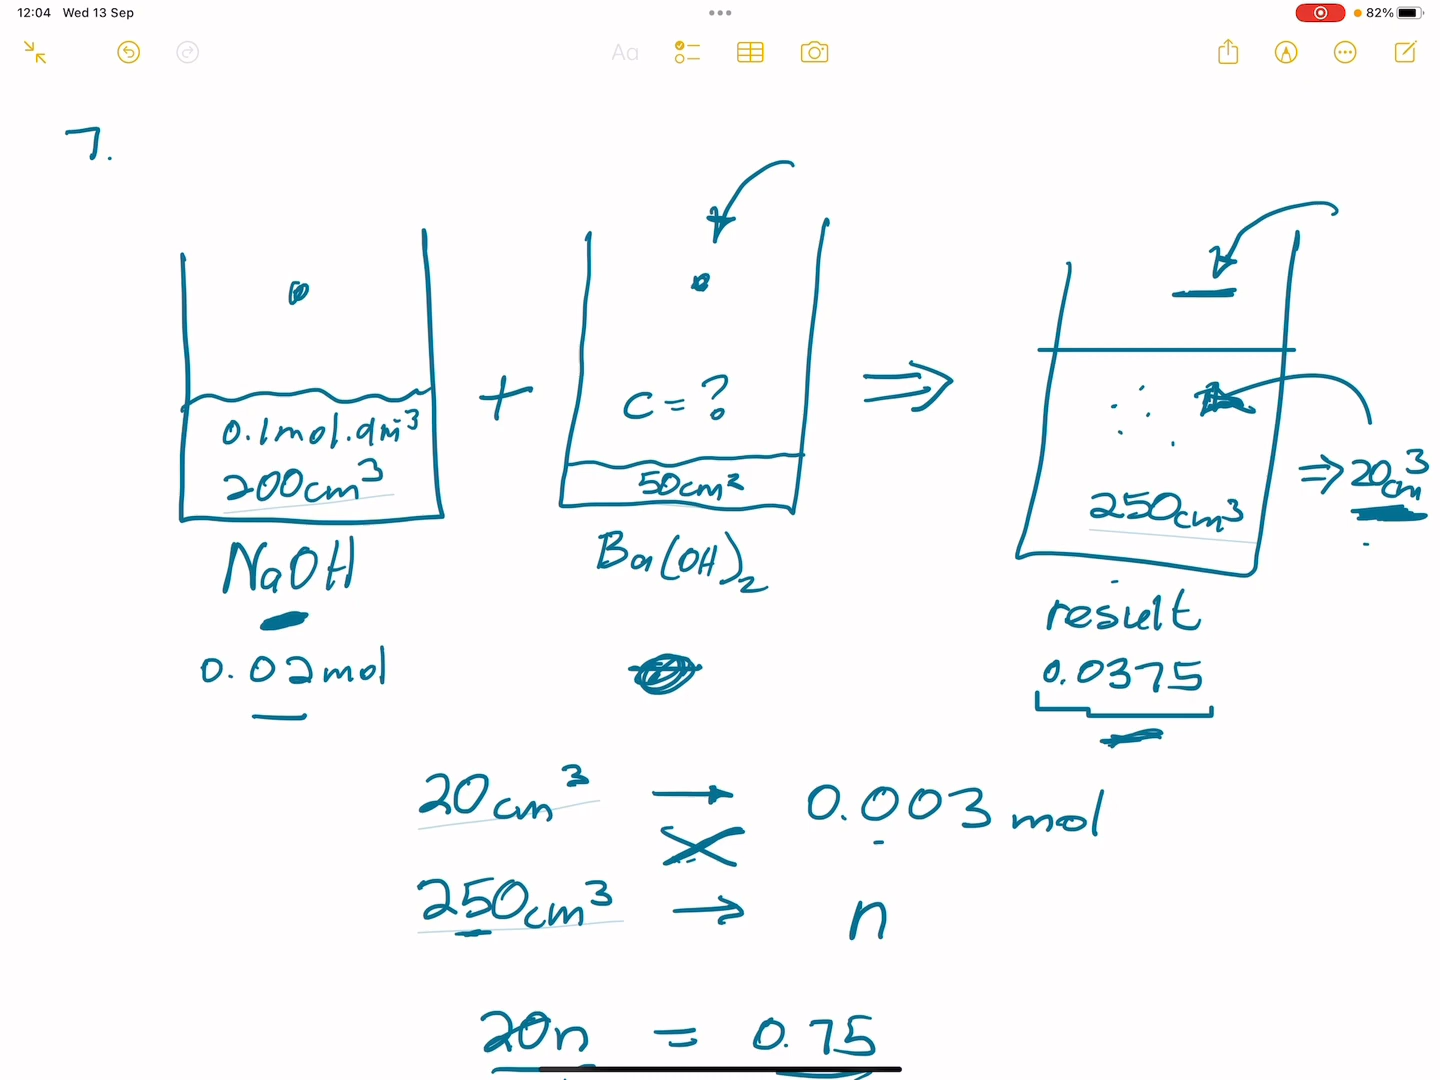 12:04 Wed 13 Sep
82%
Aa
7.
0.1mol.dm⁻³
200cm³
NaOH
0.02mol
+
c = ?
50cm²
Ba(OH)₂
⇒
250cm³
⇒ 20cm³
result
0.0375
20cm³ → 0.003 mol
250cm³ → n
20n = 0.75